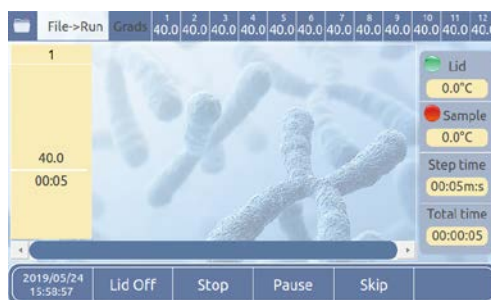 File->Run Grads 1 2 3 4 5 6 7 8 9 10 11 12
40.0 40.0 40.0 40.0 40.0 40.0 40.0 40.0 40.0 40.0 40.0 40.
1
40.0
00:05
Lid
0.0°C
Sample
0.0°C
Step time
00:05m:s
Total time
00:00:05
2019/05/24
15:58:57
Lid Off Stop Pause Skip